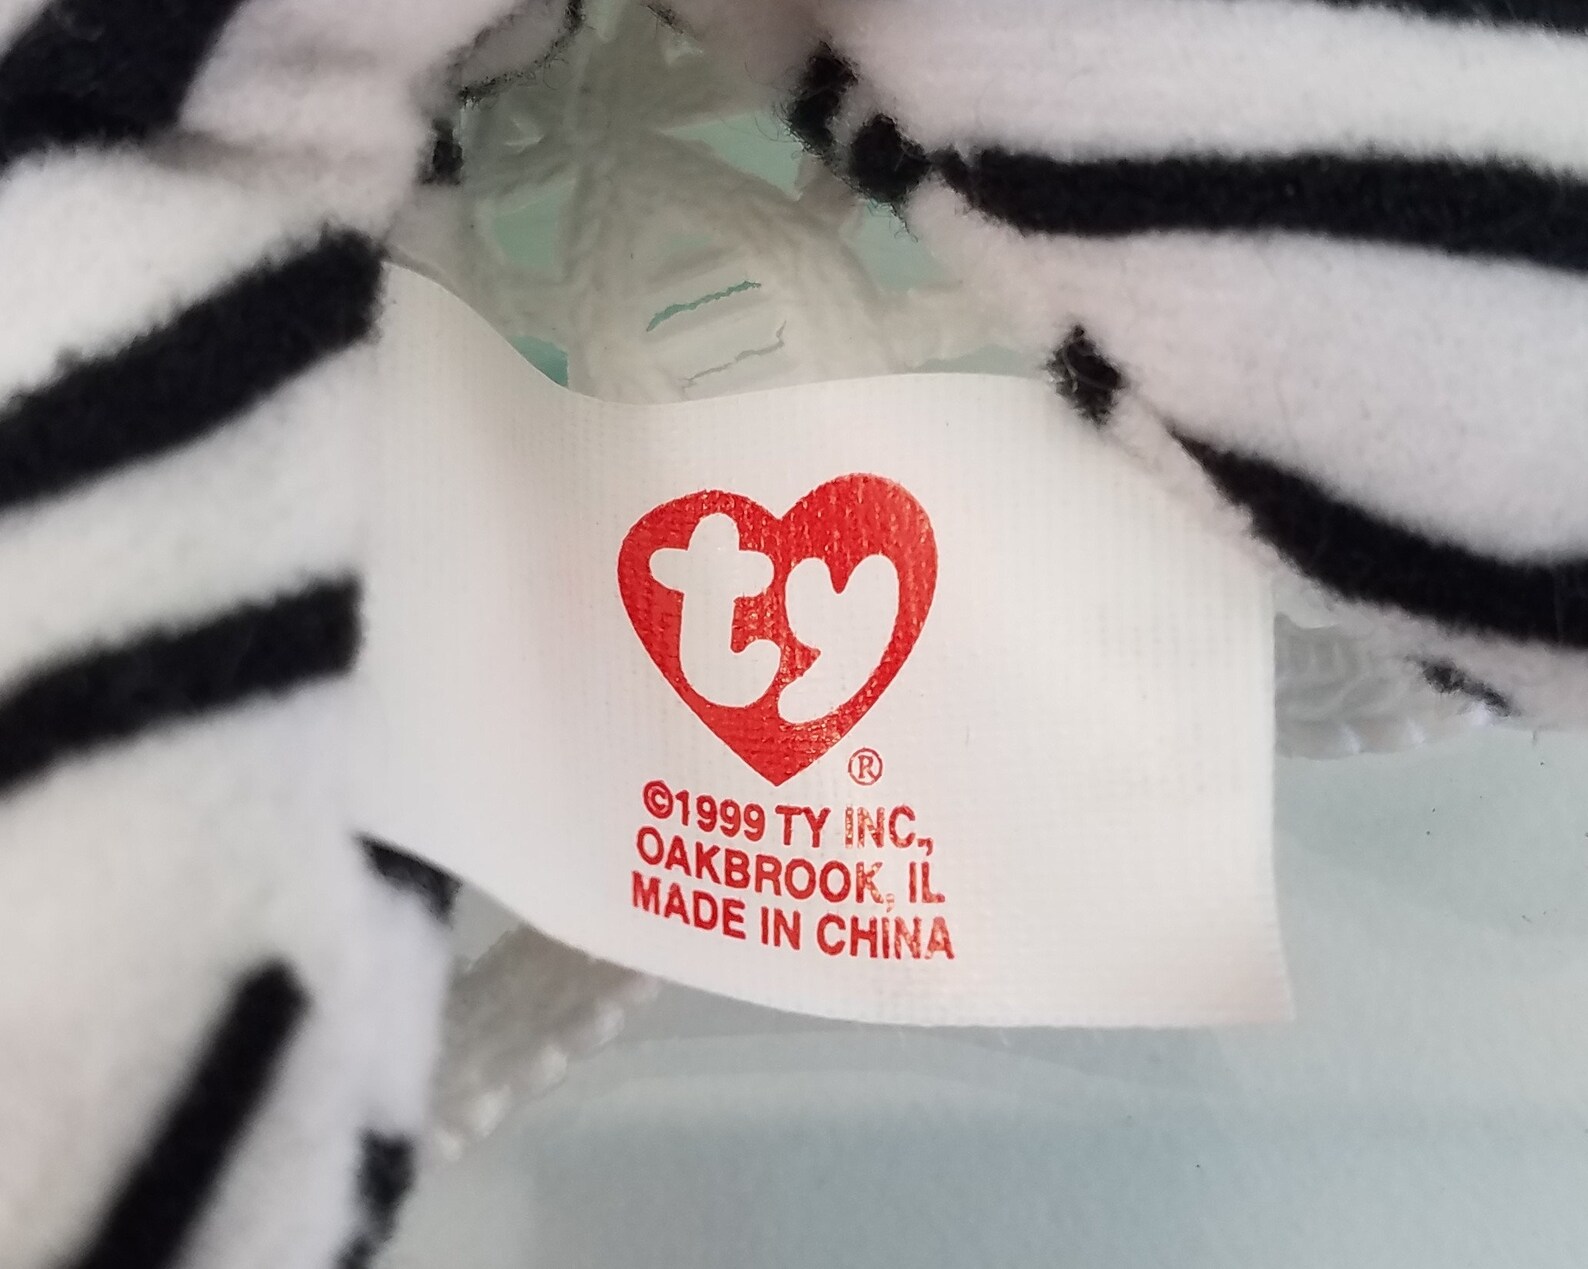 ty
®
©1999 TY INC.,
OAKBROOK, IL
MADE IN CHINA